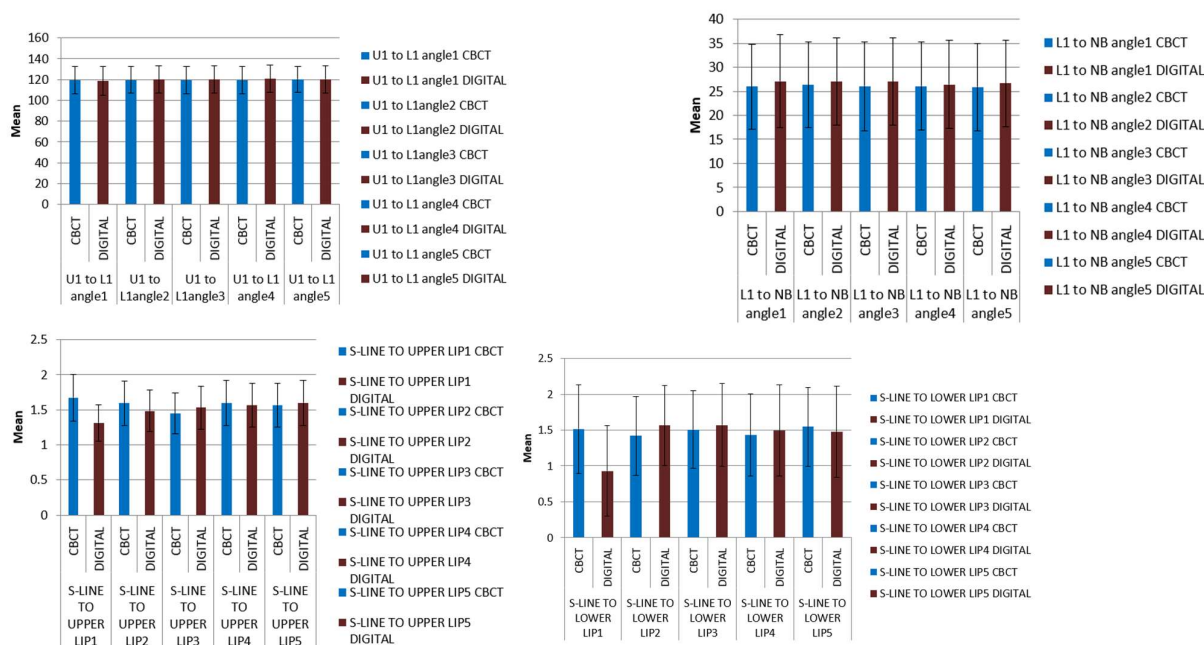 160
140
120
100
80
60
40
20
0
Mean
CBCT
DIGITAL
CBCT
DIGITAL
CBCT
DIGITAL
CBCT
DIGITAL
CBCT
DIGITAL
U1 to L1
angle1
U1 to
L1angle2
U1 to
L1angle3
U1 to L1
angle4
U1 to L1
angle5
U1 to L1 angle1 CBCT
U1 to L1 angle1 DIGITAL
U1 to L1angle2 CBCT
U1 to L1angle2 DIGITAL
U1 to L1angle3 CBCT
U1 to L1angle3 DIGITAL
U1 to L1 angle4 CBCT
U1 to L1 angle4 DIGITAL
U1 to L1 angle5 CBCT
U1 to L1 angle5 DIGITAL
40
35
30
25
20
15
10
5
0
Mean
CBCT
DIGITAL
CBCT
DIGITAL
CBCT
DIGITAL
CBCT
DIGITAL
CBCT
DIGITAL
L1 to NB
angle1
L1 to NB
angle2
L1 to NB
angle3
L1 to NB
angle4
L1 to NB
angle5
L1 to NB angle1 CBCT
L1 to NB angle1 DIGITAL
L1 to NB angle2 CBCT
L1 to NB angle2 DIGITAL
L1 to NB angle3 CBCT
L1 to NB angle3 DIGITAL
L1 to NB angle4 CBCT
L1 to NB angle4 DIGITAL
L1 to NB angle5 CBCT
L1 to NB angle5 DIGITAL
2.5
2
1.5
1
0.5
0
Mean
CBCT
DIGITAL
CBCT
DIGITAL
CBCT
DIGITAL
CBCT
DIGITAL
CBCT
DIGITAL
S-LINE
TO
UPPER
LIP1
S-LINE
TO
UPPER
LIP2
S-LINE
TO
UPPER
LIP3
S-LINE
TO
UPPER
LIP4
S-LINE
TO
UPPER
LIP5
S-LINE TO UPPER LIP1 CBCT
S-LINE TO UPPER LIP1
DIGITAL
S-LINE TO UPPER LIP2 CBCT
S-LINE TO UPPER LIP2
DIGITAL
S-LINE TO UPPER LIP3 CBCT
S-LINE TO UPPER LIP3
DIGITAL
S-LINE TO UPPER LIP4 CBCT
S-LINE TO UPPER LIP4
DIGITAL
S-LINE TO UPPER LIP5 CBCT
S-LINE TO UPPER LIP5
DIGITAL
2.5
2
1.5
1
0.5
0
Mean
CBCT
DIGITAL
CBCT
DIGITAL
CBCT
DIGITAL
CBCT
DIGITAL
CBCT
DIGITAL
S-LINE TO
LOWER
LIP1
S-LINE TO
LOWER
LIP2
S-LINE TO
LOWER
LIP3
S-LINE TO
LOWER
LIP4
S-LINE TO
LOWER
LIP5
S-LINE TO LOWER LIP1 CBCT
S-LINE TO LOWER LIP1 DIGITAL
S-LINE TO LOWER LIP2 CBCT
S-LINE TO LOWER LIP2 DIGITAL
S-LINE TO LOWER LIP3 CBCT
S-LINE TO LOWER LIP3 DIGITAL
S-LINE TO LOWER LIP4 CBCT
S-LINE TO LOWER LIP4 DIGITAL
S-LINE TO LOWER LIP5 CBCT
S-LINE TO LOWER LIP5 DIGITAL